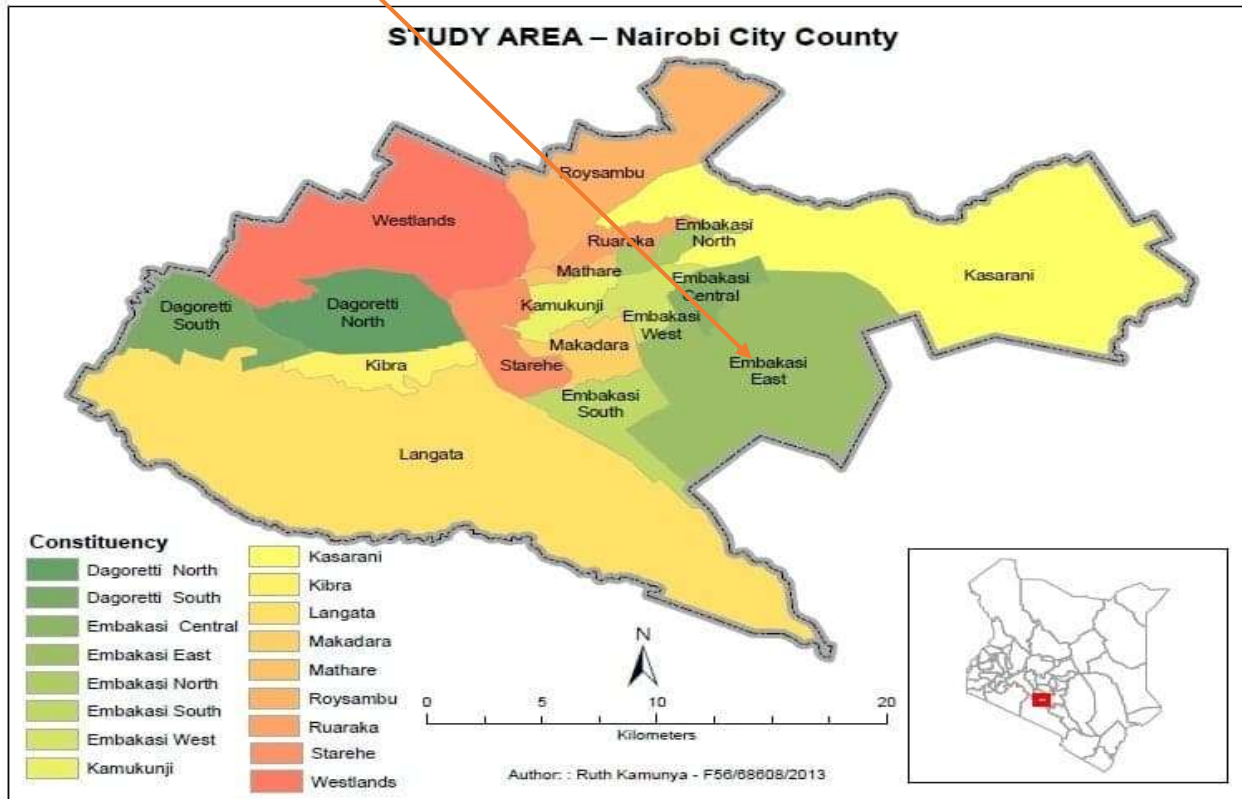 STUDY AREA – Nairobi City County
Roysambu
Westlands
Ruaraka
Embakasi
North
Kasarani
Mathare
Embakasi
Central
Dagoretti
South
Dagoretti
North
Kamukunji
Embakasi
West
Makadara
Kibra
Starehe
Embakasi
East
Embakasi
South
Langata
Constituency
Dagoretti North
Dagoretti South
Embakasi Central
Embakasi East
Embakasi North
Embakasi South
Embakasi West
Kamukunji
Kasarani
Kibra
Langata
Makadara
Mathare
Roysambu
Ruaraka
Starehe
Westlands
N
0 5 10 20
Kilometers
Author: : Ruth Kamunya - F56/68608/2013